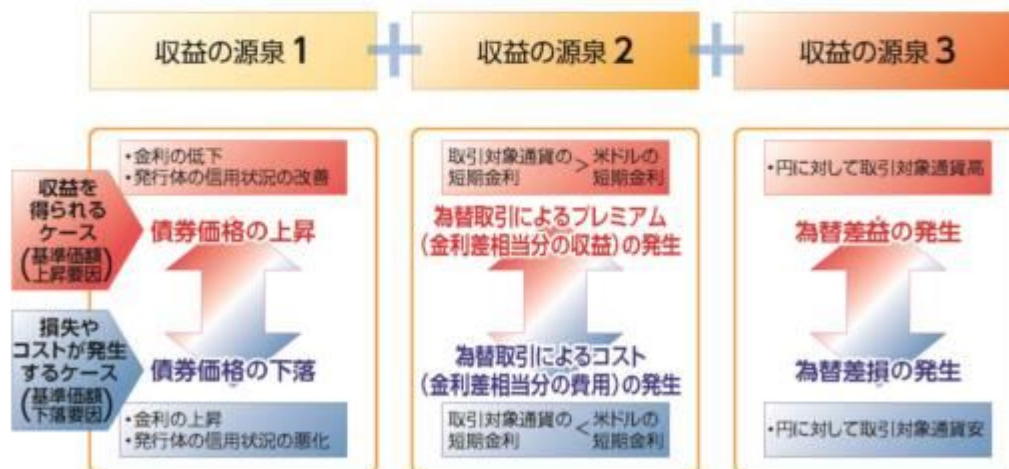 収益の源泉 1
+
収益の源泉 2
+
収益の源泉 3
収益を
得られる
ケース
(基準価額
上昇要因)
・金利の低下
・発行体の信用状況の改善
債券価格の上昇
債券価格の下落
・金利の上昇
・発行体の信用状況の悪化
取引対象通貨の > 米ドルの
短期金利 短期金利
為替取引によるプレミアム
(金利差相当分の収益)の発生
為替取引によるコスト
(金利差相当分の費用)の発生
取引対象通貨の < 米ドルの
短期金利 短期金利
・円に対して取引対象通貨高
為替差益の発生
為替差損の発生
・円に対して取引対象通貨安
損失や
コストが発生
するケース
(基準価額
下落要因)